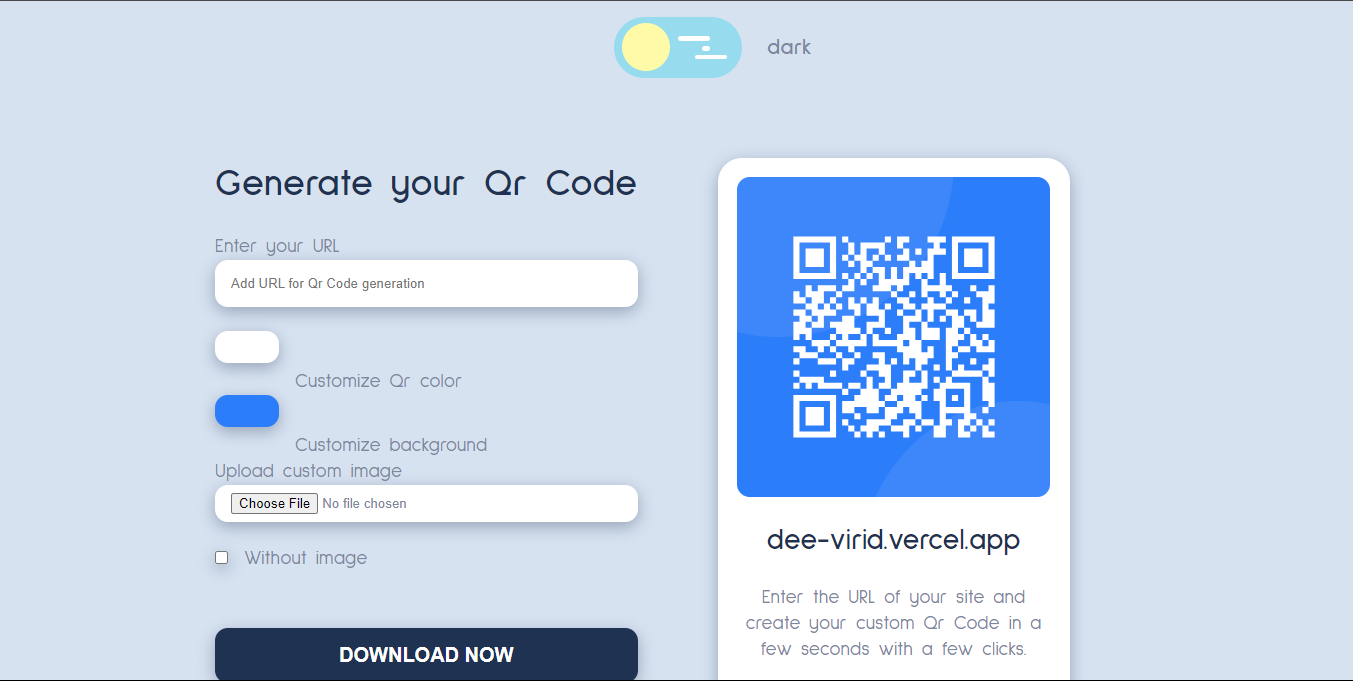 dark
Generate your Qr Code
Enter your URL
Add URL for Qr Code generation
Customize Qr color
Customize background
Upload custom image
Choose File No file chosen
Without image
DOWNLOAD NOW
dee-virid.vercel.app
Enter the URL of your site and
create your custom Qr Code in a
few seconds with a few clicks.